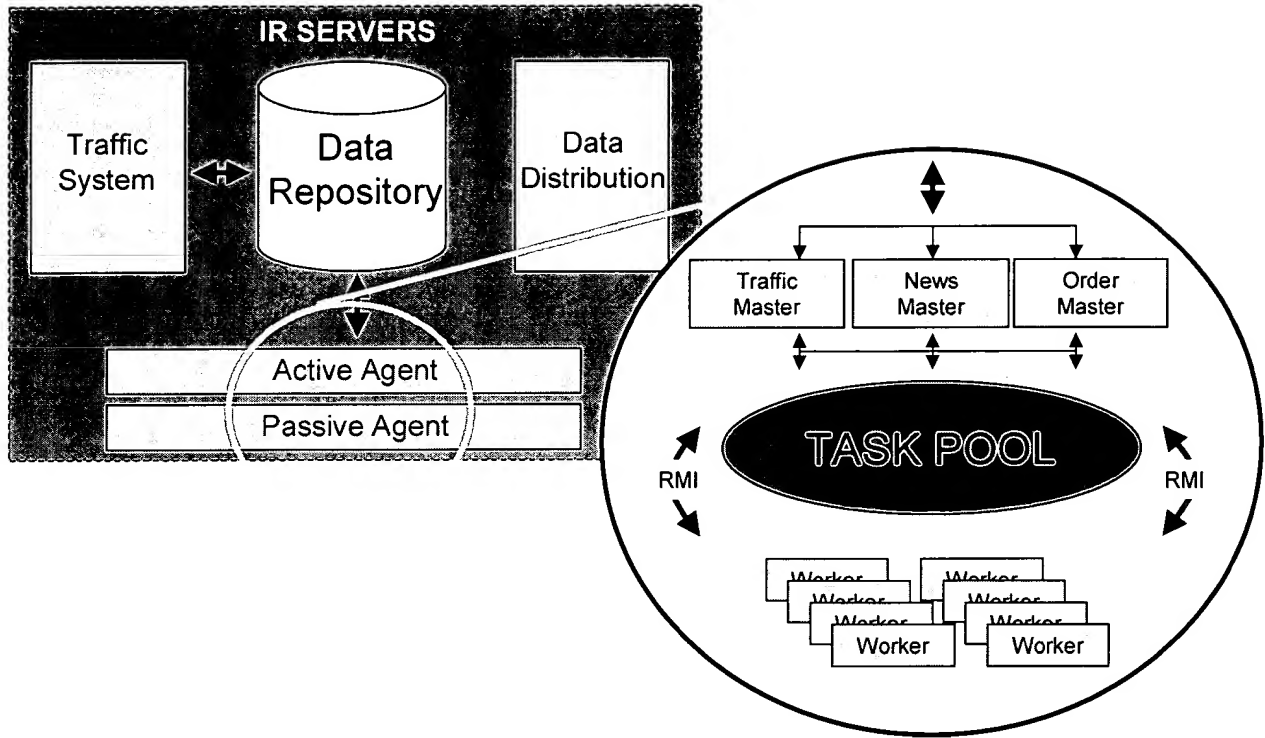 IR SERVERS
Traffic
System
Data
Repository
Data
Distribution
Active Agent
Passive Agent
Traffic
Master
News
Master
Order
Master
TASK POOL
RMI
RMI
Worker
Worker
Worker
Worker
Worker
Worker
Worker
Worker